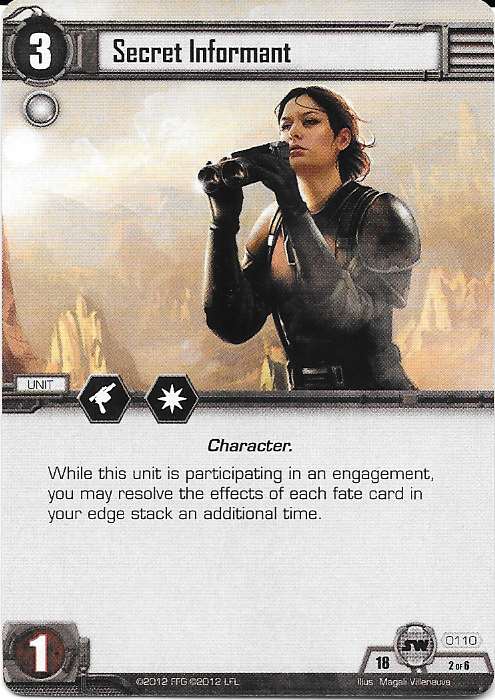 3
Secret Informant
UNIT
Character.
While this unit is participating in an engagement,
you may resolve the effects of each fate card in
your edge stack an additional time.
1
SW
0110
18
2 OF 6
©2012 FFG ©2012 LFL
Illus. Magali Villeneuve